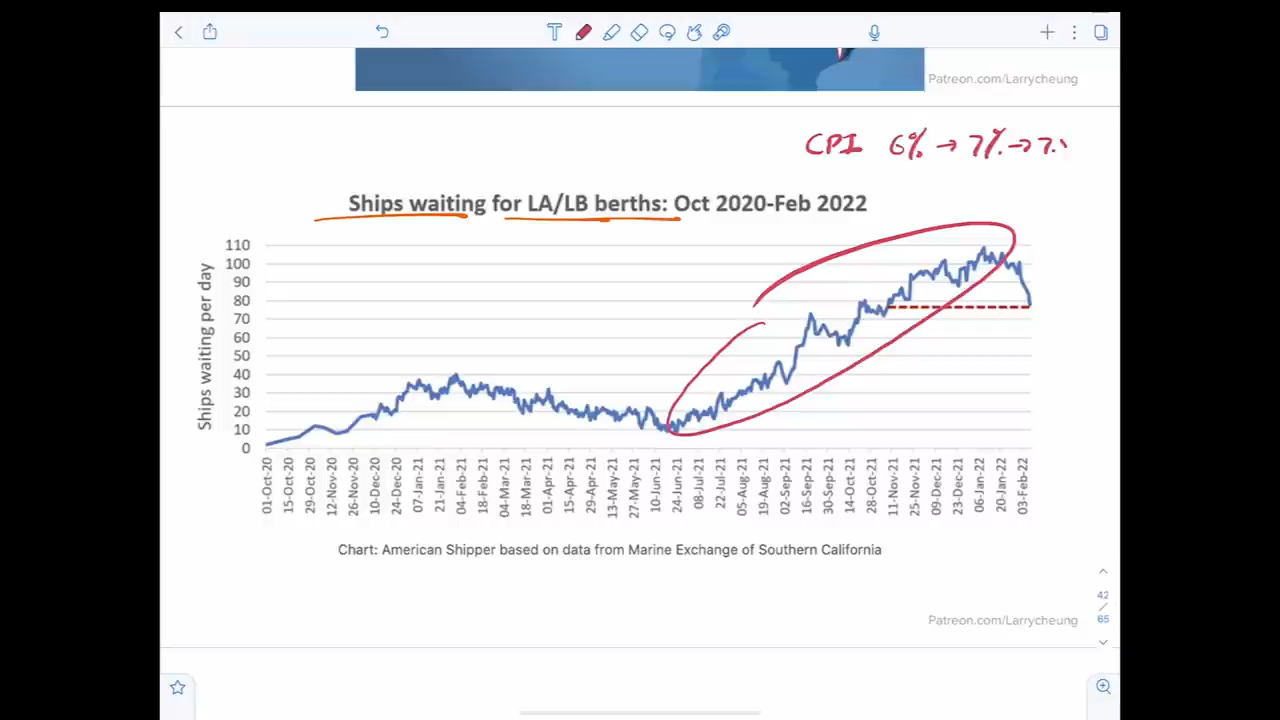 Patreon.com/Larrycheung
CPI 6% → 7% → 7.
Ships waiting for LA/LB berths: Oct 2020-Feb 2022
Ships waiting per day
110
100
90
80
70
60
50
40
30
20
10
0
01-Oct-20
15-Oct-20
29-Oct-20
12-Nov-20
26-Nov-20
10-Dec-20
24-Dec-20
07-Jan-21
21-Jan-21
04-Feb-21
18-Feb-21
04-Mar-21
18-Mar-21
01-Apr-21
15-Apr-21
29-Apr-21
13-May-21
27-May-21
10-Jun-21
24-Jun-21
08-Jul-21
22-Jul-21
05-Aug-21
19-Aug-21
02-Sep-21
16-Sep-21
30-Sep-21
14-Oct-21
28-Oct-21
11-Nov-21
25-Nov-21
09-Dec-21
23-Dec-21
06-Jan-22
20-Jan-22
03-Feb-22
Chart: American Shipper based on data from Marine Exchange of Southern California
42
/
65
Patreon.com/Larrycheung